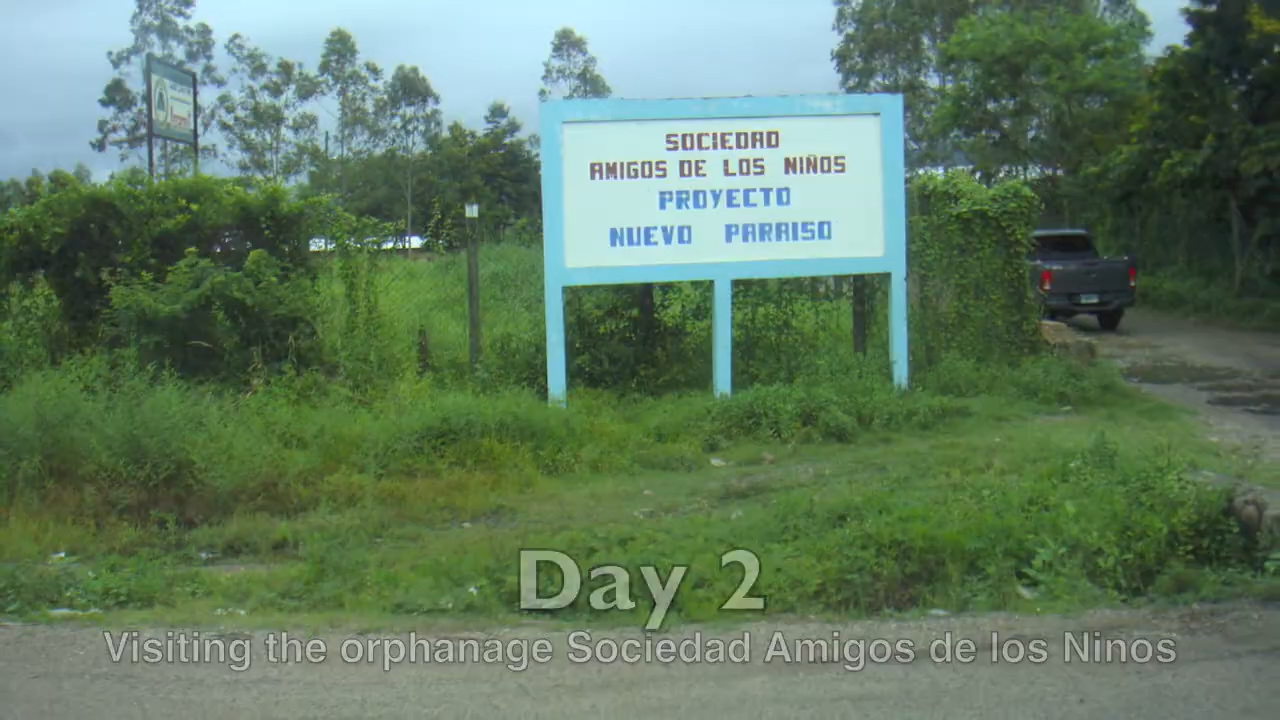 SOCIEDAD
AMIGOS DE LOS NIÑOS
PROYECTO
NUEVO PARAISO
Day 2
Visiting the orphanage Sociedad Amigos de los Ninos